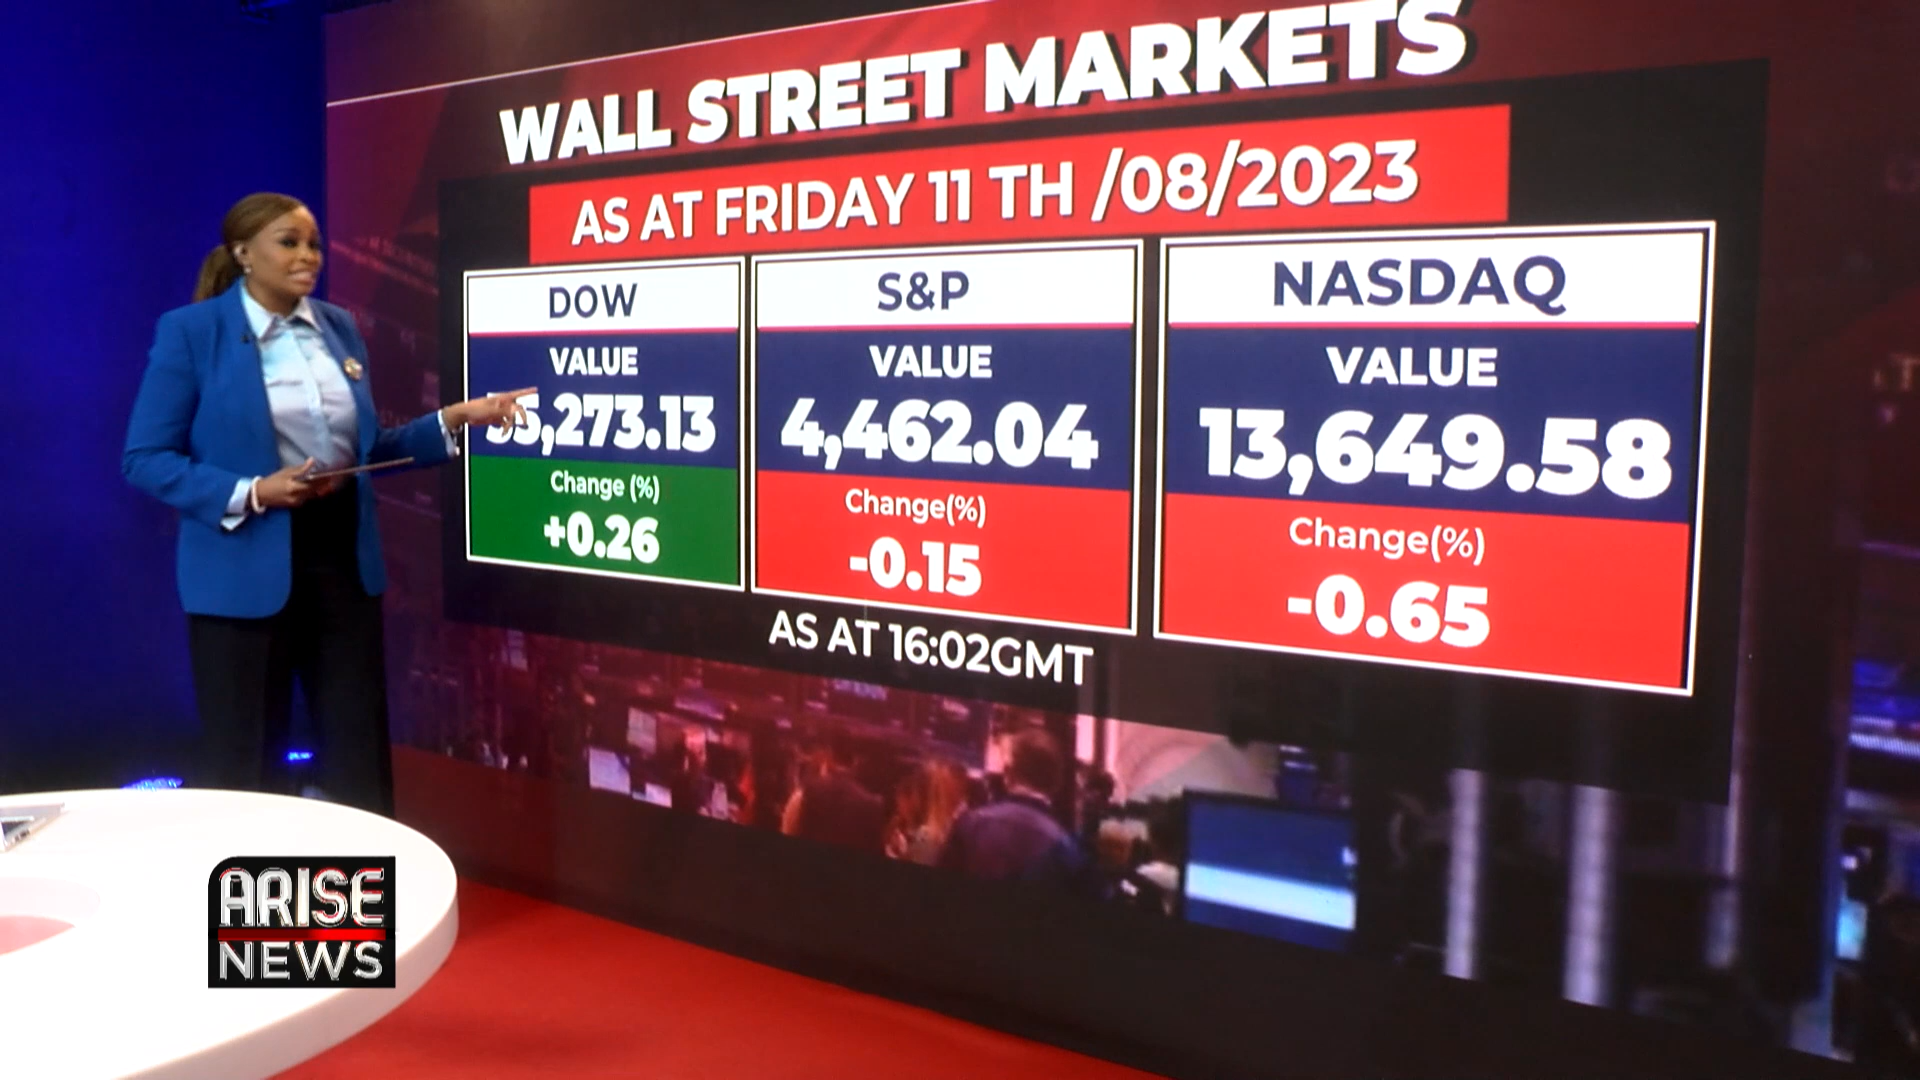 WALL STREET MARKETS
AS AT FRIDAY 11 TH /08/2023
DOW
VALUE
35,273.13
Change (%)
+0.26
S&P
VALUE
4,462.04
Change(%)
-0.15
NASDAQ
VALUE
13,649.58
Change(%)
-0.65
AS AT 16:02GMT
ARISE
NEWS